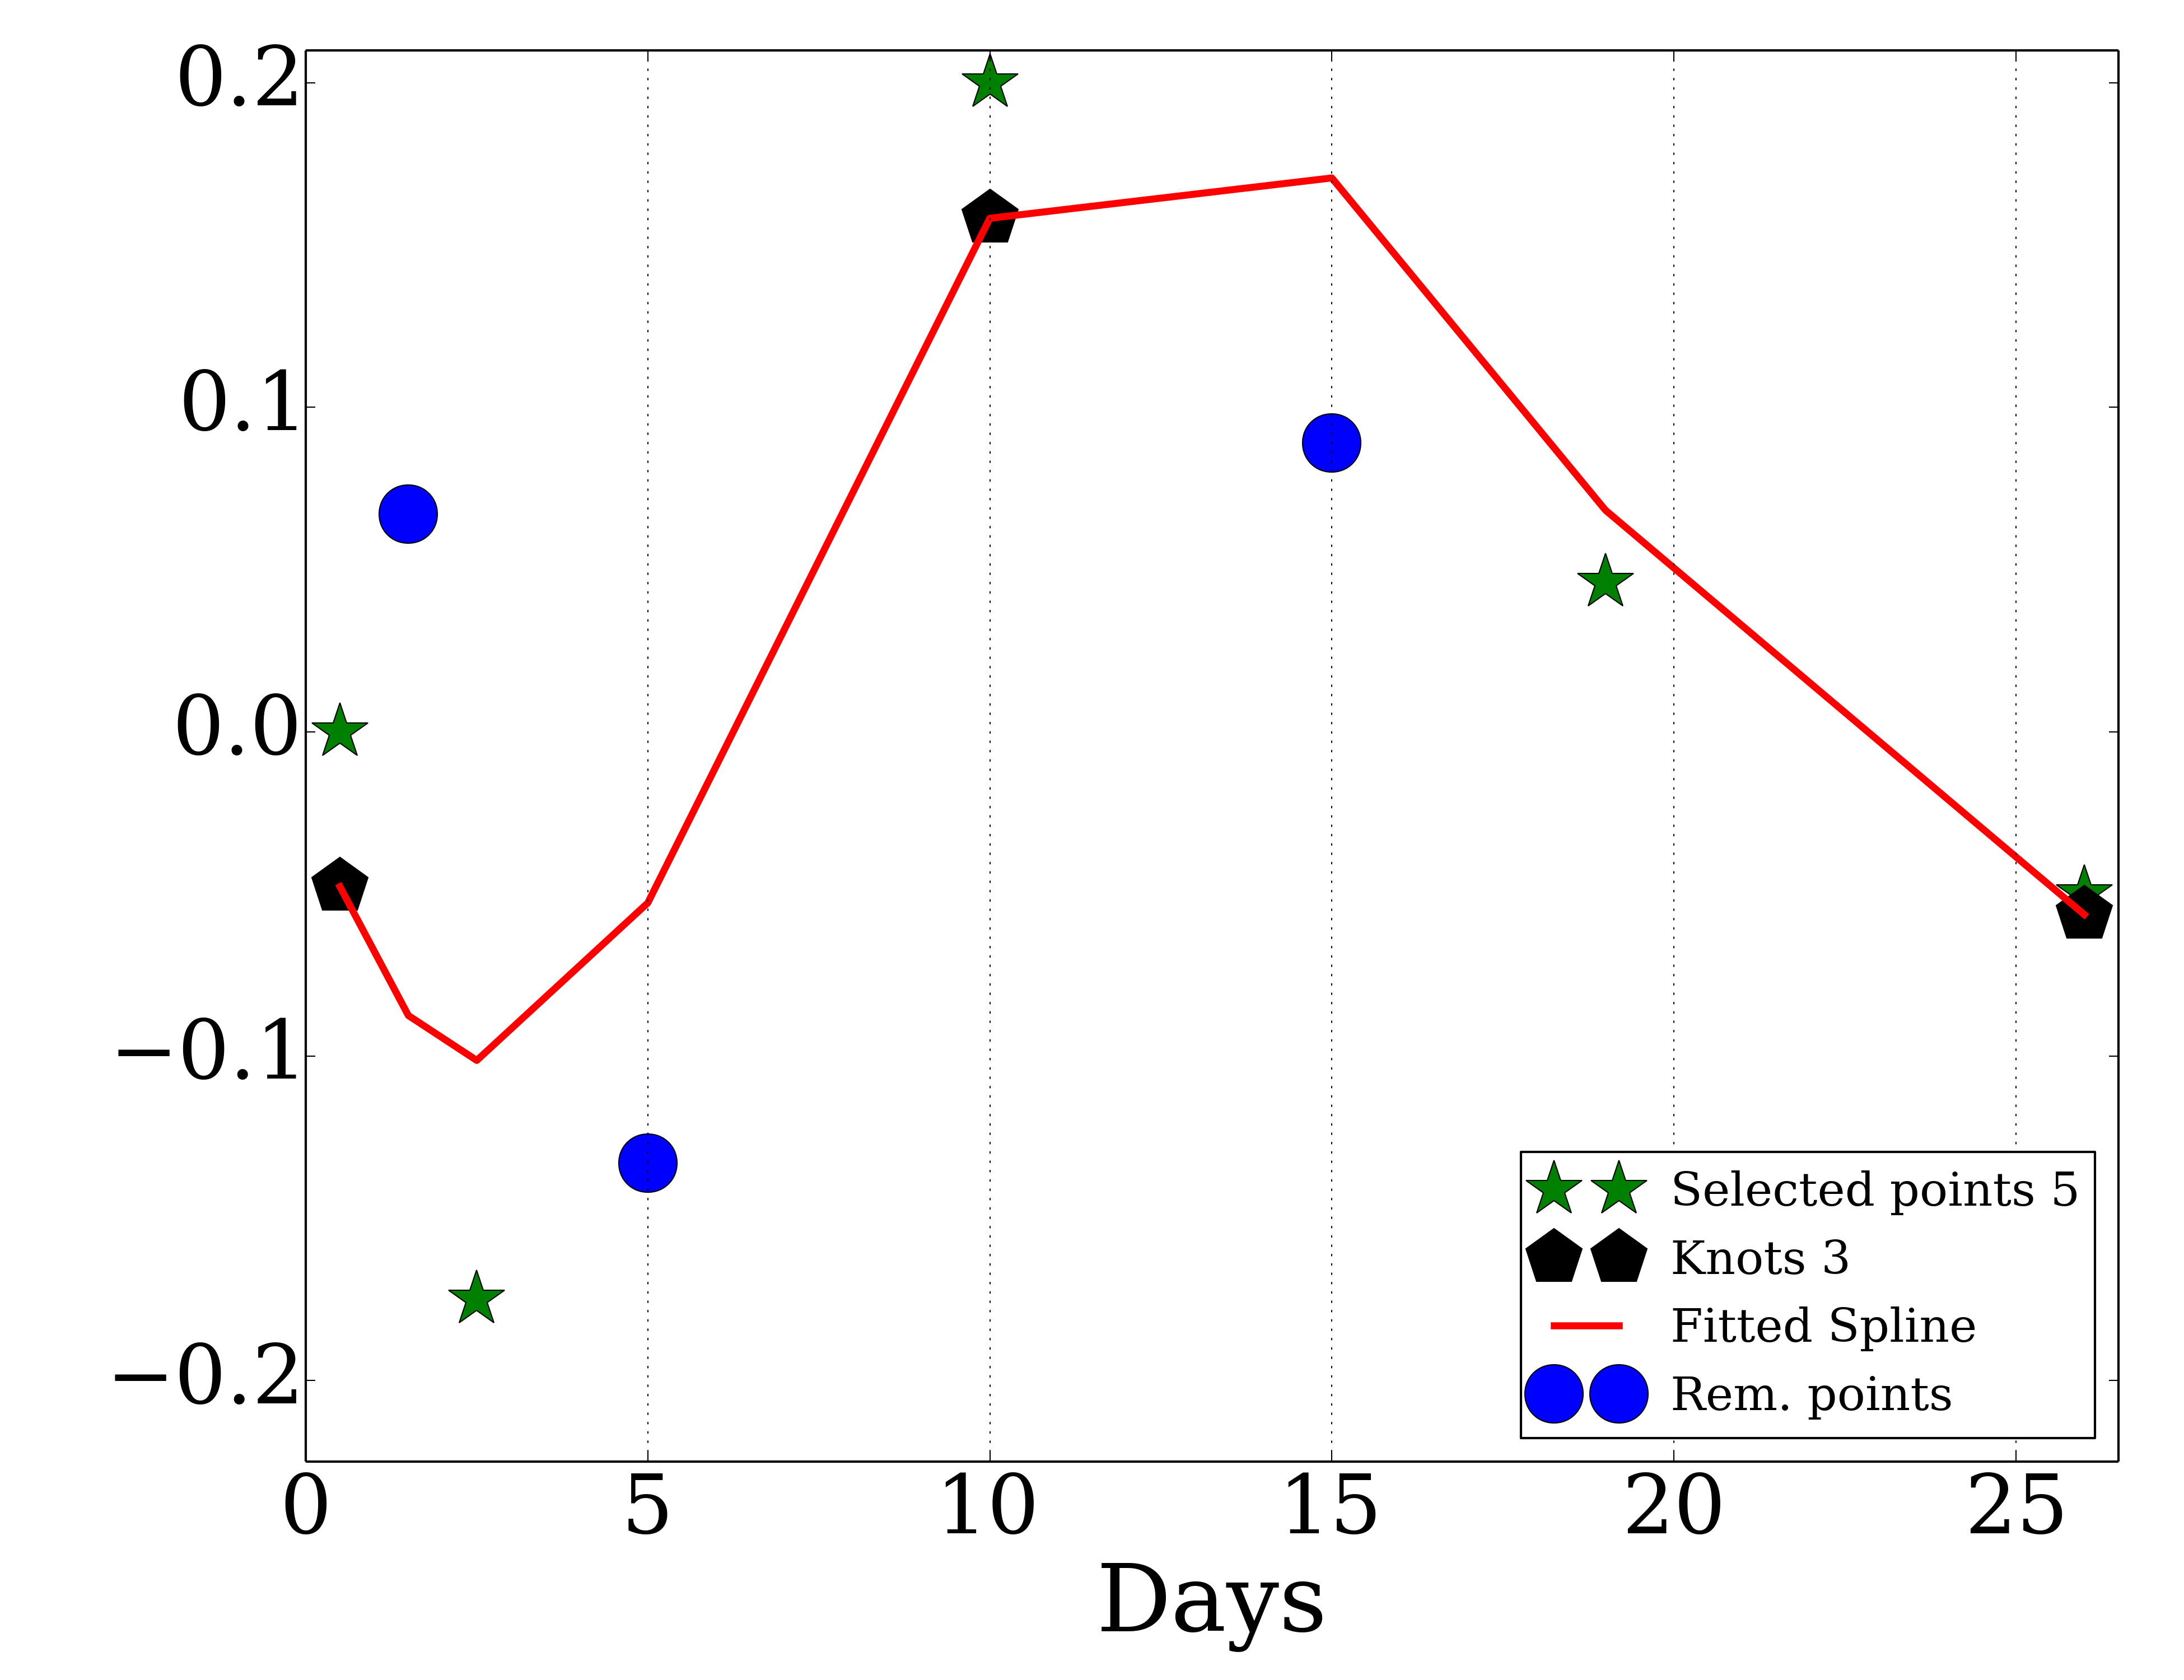 0.2
0.1
0.0
−0.1
−0.2
Selected points 5
Knots 3
Fitted Spline
Rem. points
0 5 10 15 20 25
Days